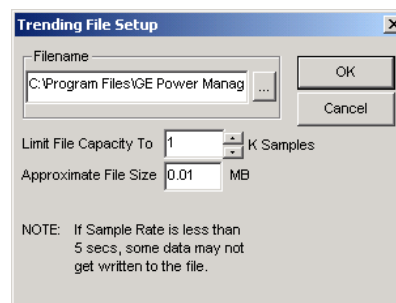 Trending File Setup
Filename
C:\Program Files\GE Power Manag
...
OK
Cancel
Limit File Capacity To 1 K Samples
Approximate File Size 0.01 MB
NOTE: If Sample Rate is less than
5 secs, some data may not
get written to the file.